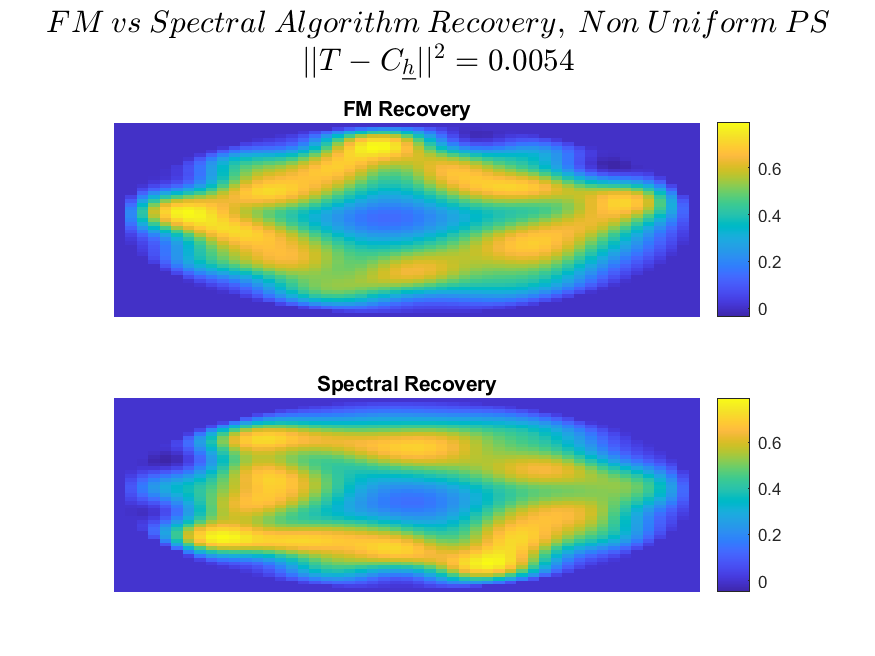 FM vs Spectral Algorithm Recovery, Non Uniform PS
||T − C_h||² = 0.0054
FM Recovery
0.6
0.4
0.2
0
Spectral Recovery
0.6
0.4
0.2
0